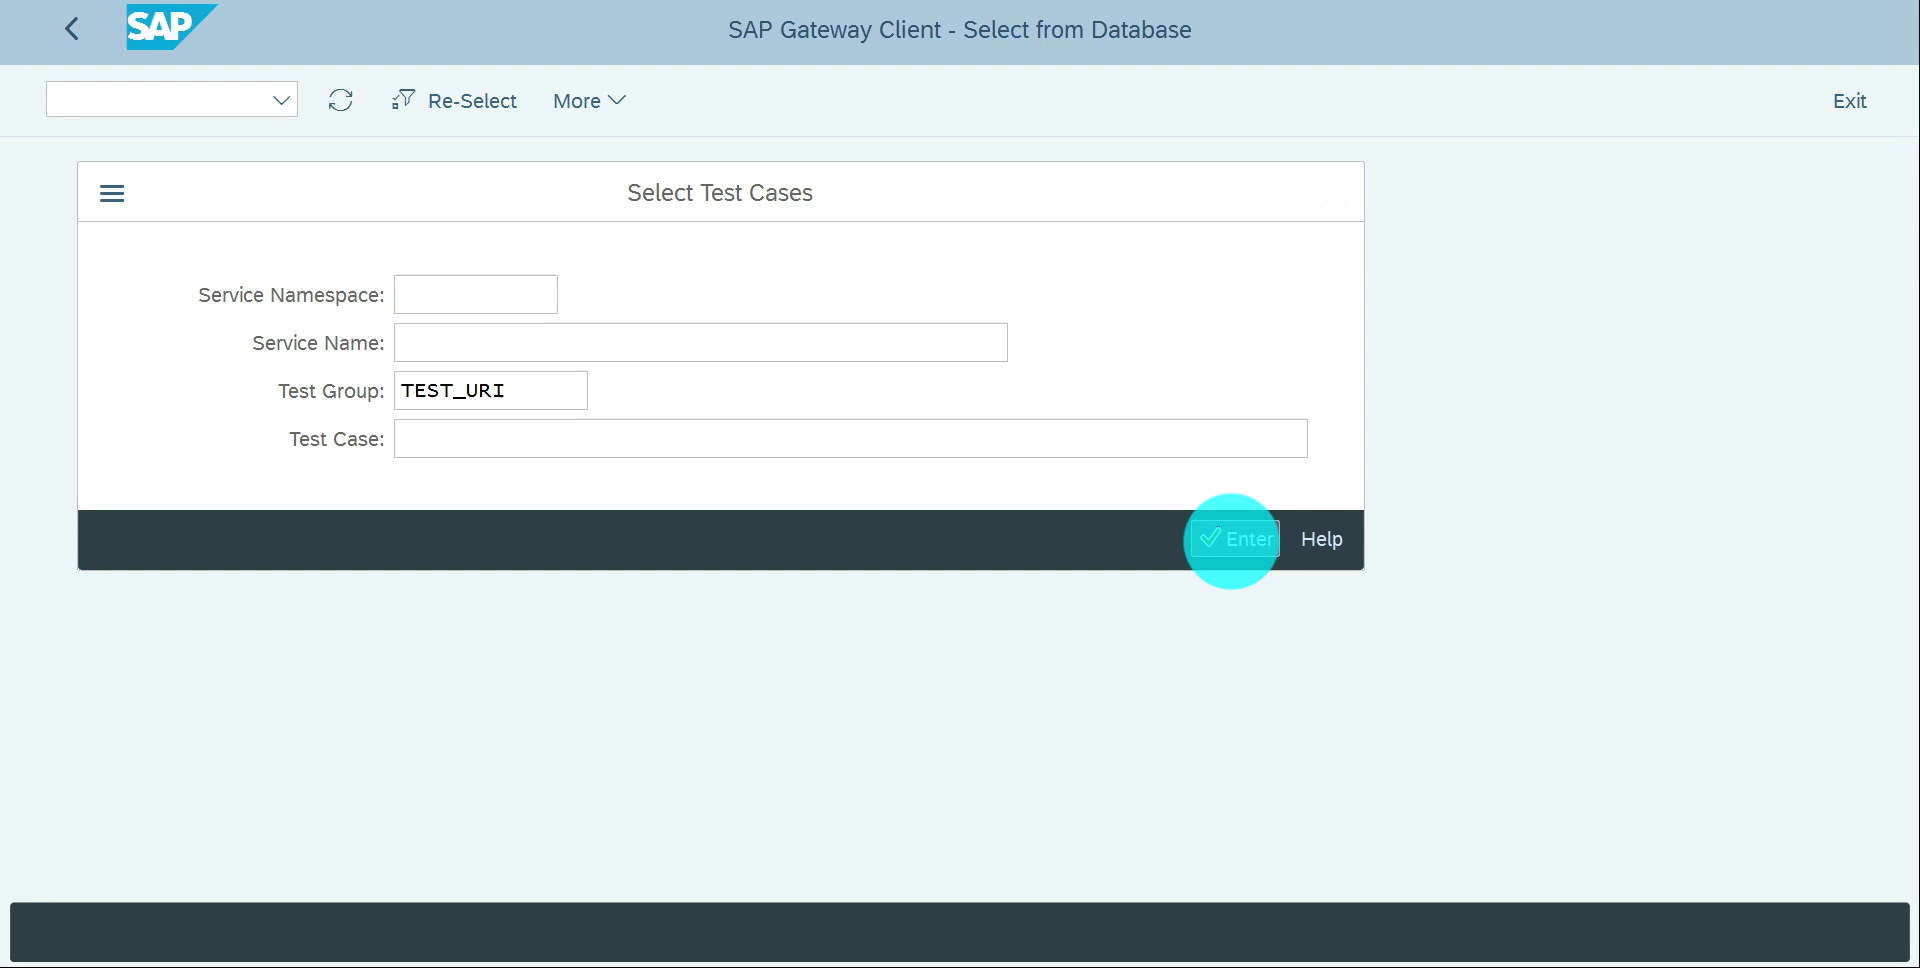 SAP
SAP Gateway Client - Select from Database
Re-Select More Exit
Select Test Cases
Service Namespace:
Service Name:
Test Group: TEST_URI
Test Case:
Enter Help